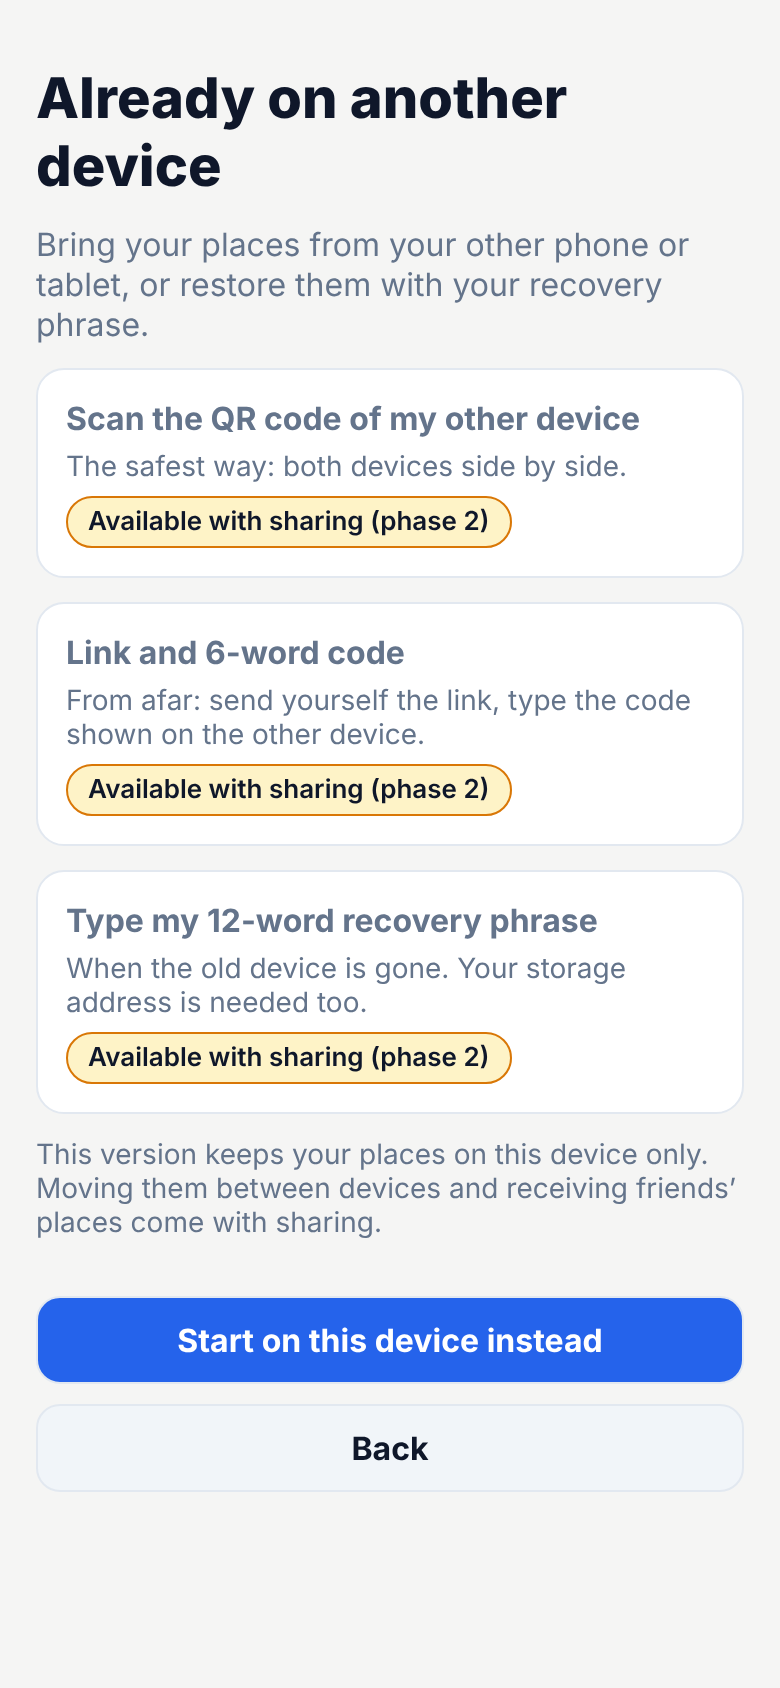 Already on another
device
Bring your places from your other phone or
tablet, or restore them with your recovery
phrase.
Scan the QR code of my other device
The safest way: both devices side by side.
Available with sharing (phase 2)
Link and 6-word code
From afar: send yourself the link, type the code
shown on the other device.
Available with sharing (phase 2)
Type my 12-word recovery phrase
When the old device is gone. Your storage
address is needed too.
Available with sharing (phase 2)
This version keeps your places on this device only.
Moving them between devices and receiving friends’
places come with sharing.
Start on this device instead
Back